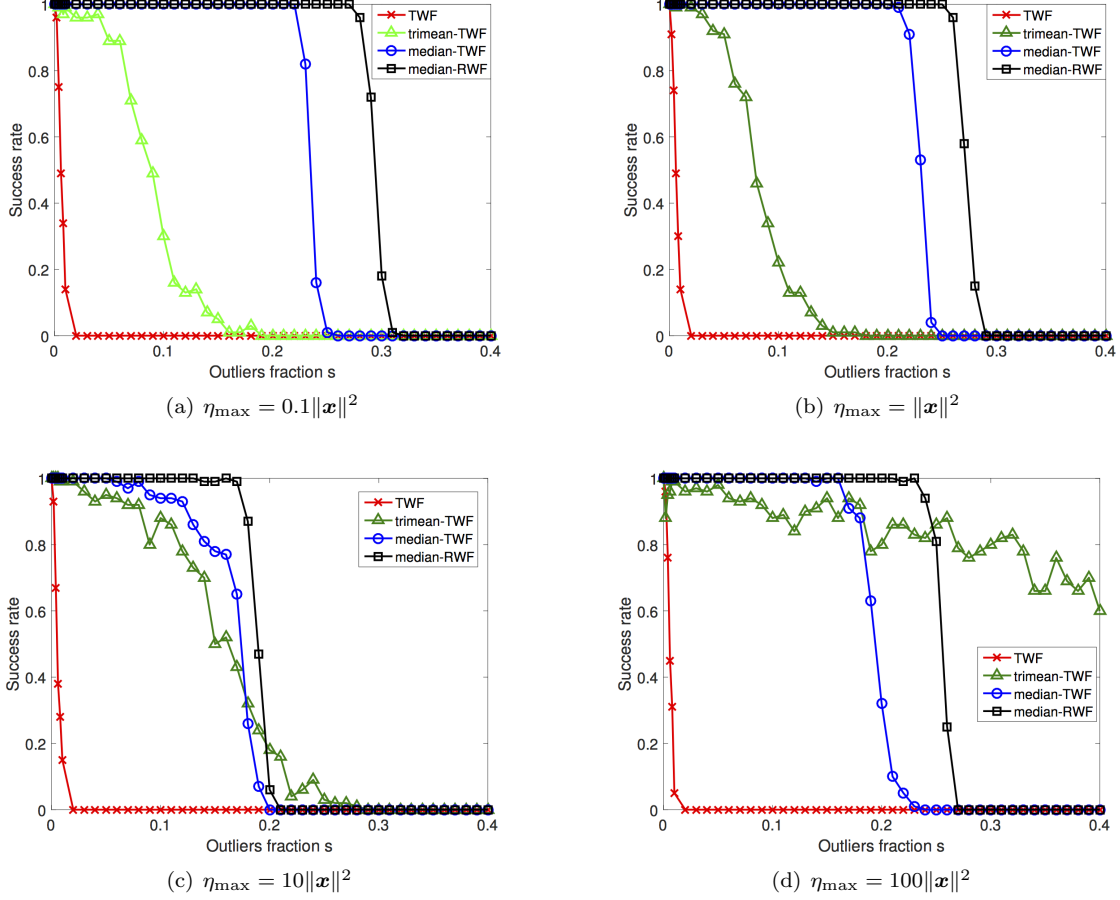 1
0.8
0.6
0.4
0.2
0
Success rate
0
0.1
0.2
0.3
0.4
Outliers fraction s
TWF
trimean-TWF
median-TWF
median-RWF
(a) ηmax = 0.1‖x‖²
1
0.8
0.6
0.4
0.2
0
Success rate
0
0.1
0.2
0.3
0.4
Outliers fraction s
TWF
trimean-TWF
median-TWF
median-RWF
(b) ηmax = ‖x‖²
1
0.8
0.6
0.4
0.2
0
Success rate
0
0.1
0.2
0.3
0.4
Outliers fraction s
TWF
trimean-TWF
median-TWF
median-RWF
(c) ηmax = 10‖x‖²
1
0.8
0.6
0.4
0.2
0
Success rate
0
0.1
0.2
0.3
0.4
Outliers fraction s
TWF
trimean-TWF
median-TWF
median-RWF
(d) ηmax = 100‖x‖²